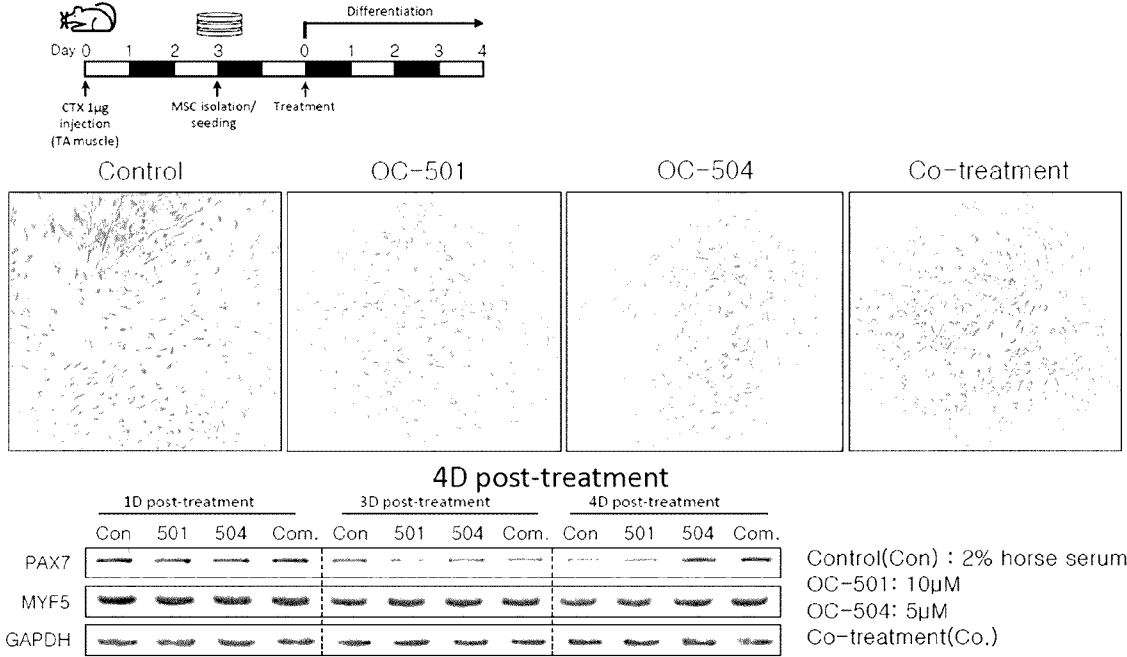 Differentiation
Day 0 1 2 3 0 1 2 3 4
CTX 1µg
injection
(TA muscle)
MSC isolation/
seeding
Treatment
Control OC-501 OC-504 Co-treatment
4D post-treatment
1D post-treatment 3D post-treatment 4D post-treatment
Con 501 504 Com. Con 501 504 Com. Con 501 504 Com.
PAX7
MYF5
GAPDH
Control(Con) : 2% horse serum
OC-501: 10µM
OC-504: 5µM
Co-treatment(Co.)